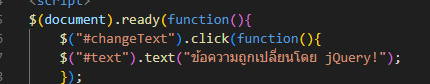 <script>
$(document).ready(function(){
$("#changeText").click(function(){
$("#text").text("ข้อความถูกเปลี่ยนโดย jQuery!");
});